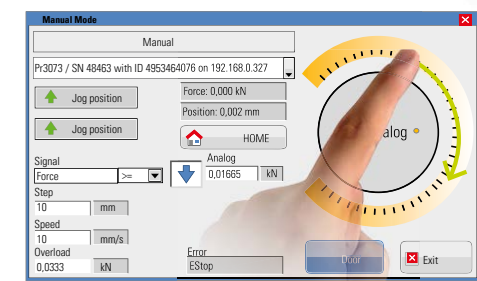 Manual Mode
Manual
Pr3073 / SN 48463 with ID 4953464076 on 192.168.0.327
Jog position
Force: 0,000 kN
Position: 0,002 mm
Jog position
HOME
alog
Signal
Force >=
Analog
0,01665 kN
Step
10 mm
Speed
10 mm/s
Overload
0,0333 kN
Error
EStop
Door
Exit